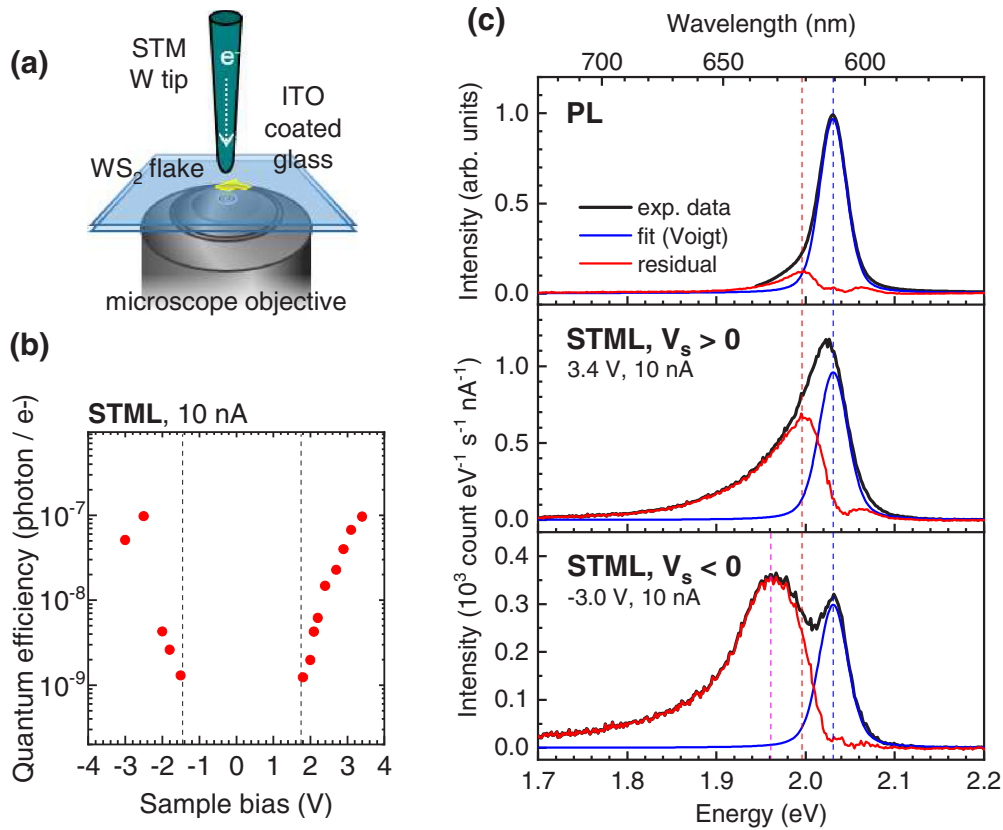 (a)
STM
W tip
e-
ITO
coated
glass
WS2 flake
microscope objective
(b)
STML, 10 nA
Quantum efficiency (photon / e-)
10-7
10-8
10-9
-4 -3 -2 -1 0 1 2 3 4
Sample bias (V)
(c)
Wavelength (nm)
700 650 600
PL
Intensity (arb. units)
1.0
0.5
0.0
exp. data
fit (Voigt)
residual
STML, Vs > 0
3.4 V, 10 nA
1.0
0.5
0.0
STML, Vs < 0
-3.0 V, 10 nA
Intensity (10³ count eV⁻¹ s⁻¹ nA⁻¹)
0.4
0.3
0.2
0.1
0.0
1.7 1.8 1.9 2.0 2.1 2.2
Energy (eV)